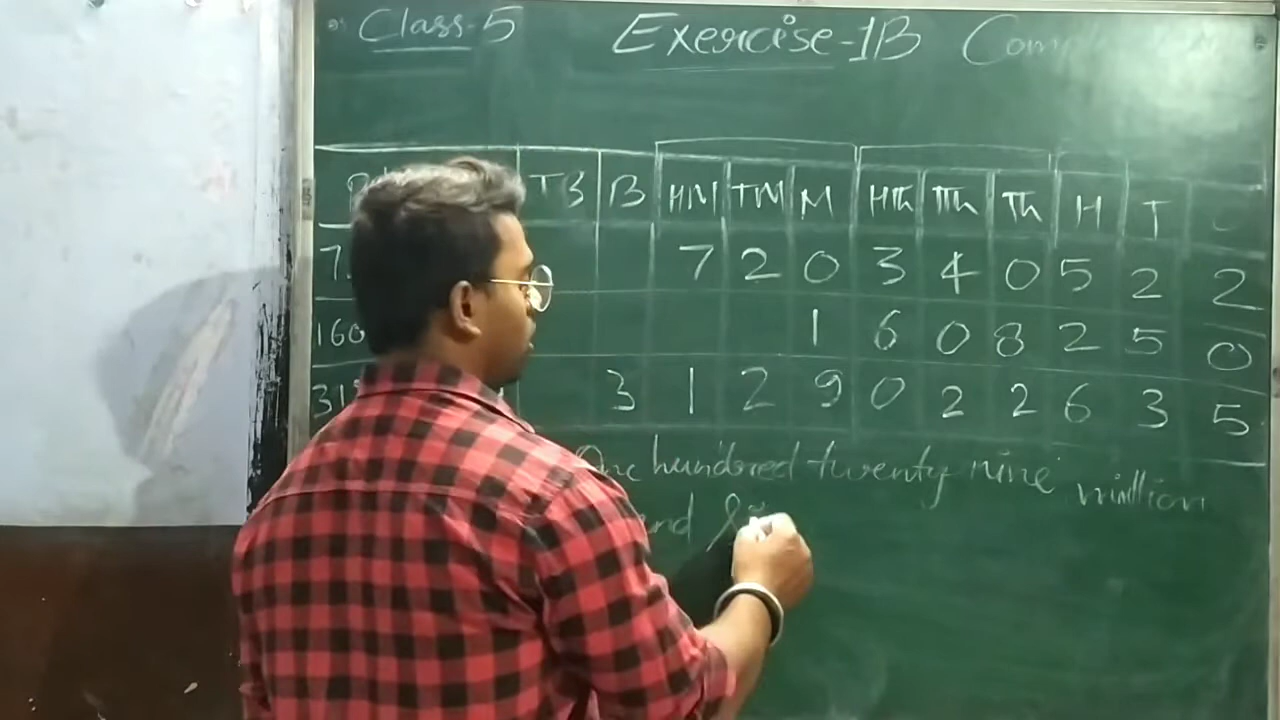 Class-5 Exercise-1B
TB B HM TM M HTh TTh Th H T
7 7 2 0 3 4 0 5 2 2
160 1 6 0 8 2 5 0
31 3 1 2 9 0 2 2 6 3 5
One hundred twenty nine million